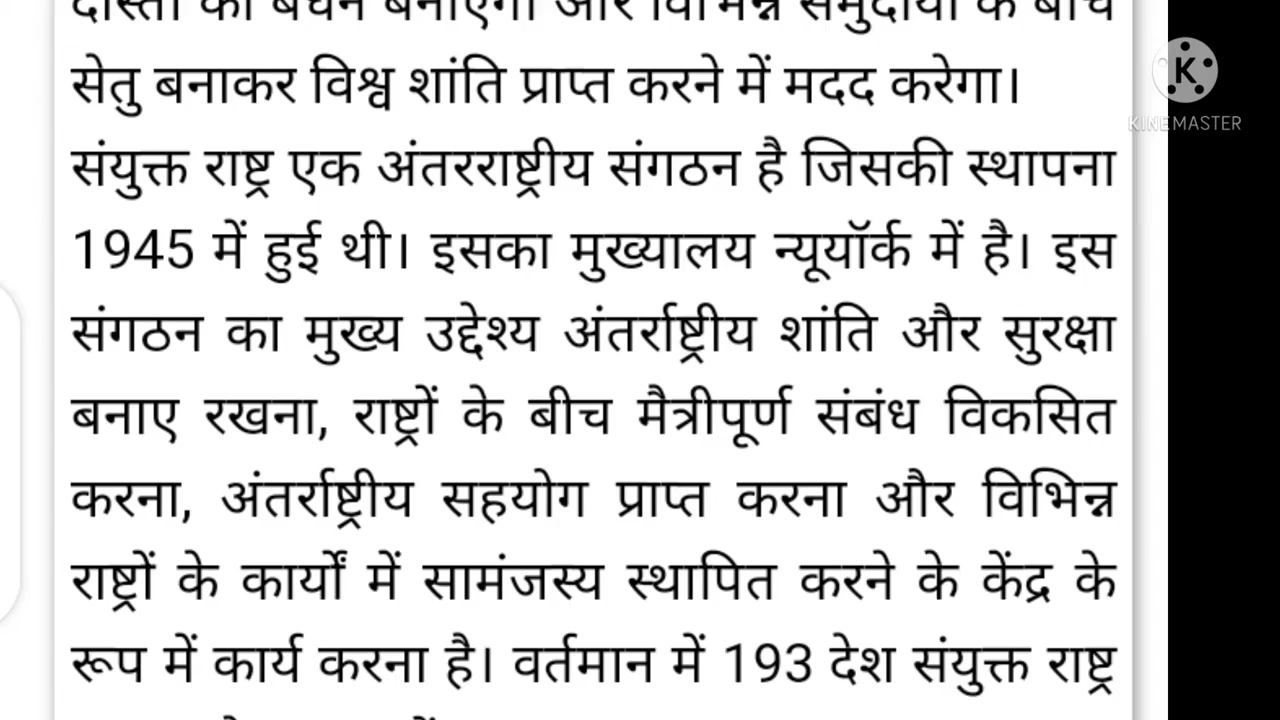 सेतु बनाकर विश्व शांति प्राप्त करने में मदद करेगा।
संयुक्त राष्ट्र एक अंतरराष्ट्रीय संगठन है जिसकी स्थापना
1945 में हुई थी। इसका मुख्यालय न्यूयॉर्क में है। इस
संगठन का मुख्य उद्देश्य अंतर्राष्ट्रीय शांति और सुरक्षा
बनाए रखना, राष्ट्रों के बीच मैत्रीपूर्ण संबंध विकसित
करना, अंतर्राष्ट्रीय सहयोग प्राप्त करना और विभिन्न
राष्ट्रों के कार्यों में सामंजस्य स्थापित करने के केंद्र के
रूप में कार्य करना है। वर्तमान में 193 देश संयुक्त राष्ट्र
K
KINEMASTER